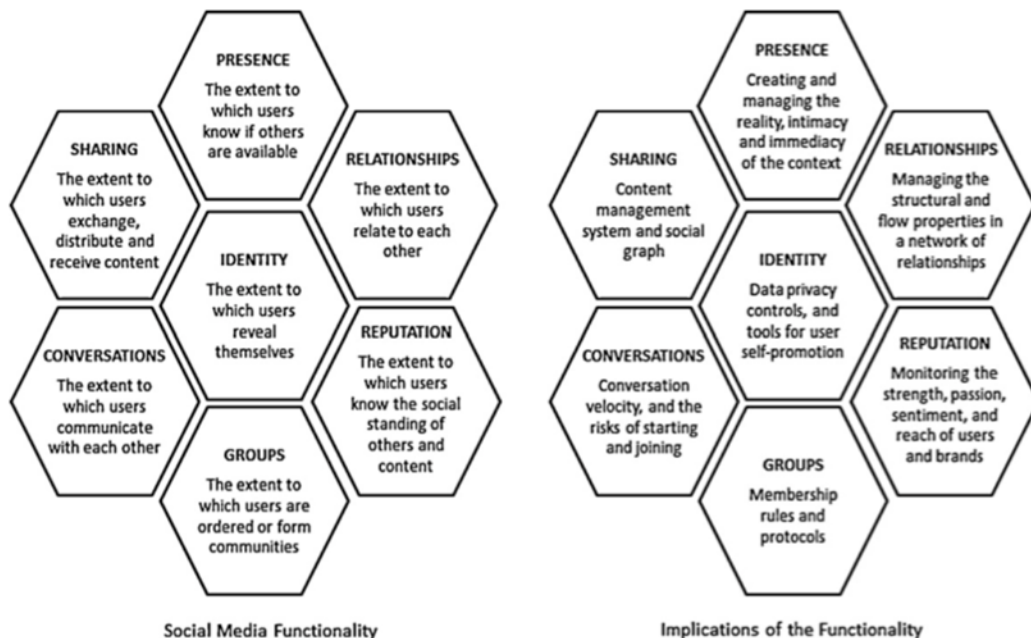 PRESENCE
The extent to
which users
know if others
are available
SHARING
The extent to
which users
exchange,
distribute and
receive content
RELATIONSHIPS
The extent to
which users
relate to each
other
IDENTITY
The extent to
which users
reveal
themselves
CONVERSATIONS
The extent to
which users
communicate
with each other
REPUTATION
The extent to
which users
know the social
standing of
others and
content
GROUPS
The extent to
which users are
ordered or form
communities
Social Media Functionality
PRESENCE
Creating and
managing the
reality, intimacy
and immediacy
of the context
SHARING
Content
management
system and social
graph
RELATIONSHIPS
Managing the
structural and
flow properties in
a network of
relationships
IDENTITY
Data privacy
controls, and
tools for user
self-promotion
CONVERSATIONS
Conversation
velocity, and the
risks of starting
and joining
REPUTATION
Monitoring the
strength, passion,
sentiment, and
reach of users
and brands
GROUPS
Membership
rules and
protocols
Implications of the Functionality